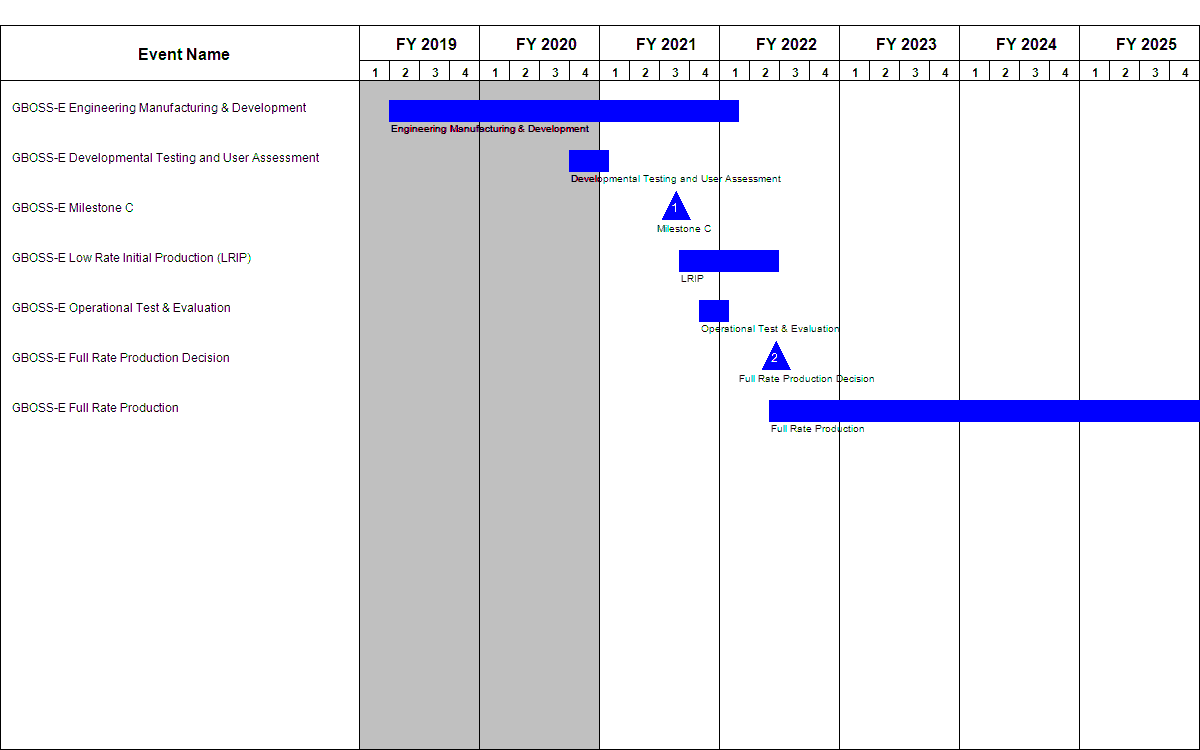 Event Name
FY 2019 FY 2020 FY 2021 FY 2022 FY 2023 FY 2024 FY 2025
1 2 3 4 1 2 3 4 1 2 3 4 1 2 3 4 1 2 3 4 1 2 3 4 1 2 3 4
GBOSS-E Engineering Manufacturing & Development
Engineering Manufacturing & Development
GBOSS-E Developmental Testing and User Assessment
Developmental Testing and User Assessment
GBOSS-E Milestone C
1
Milestone C
GBOSS-E Low Rate Initial Production (LRIP)
LRIP
GBOSS-E Operational Test & Evaluation
Operational Test & Evaluation
GBOSS-E Full Rate Production Decision
2
Full Rate Production Decision
GBOSS-E Full Rate Production
Full Rate Production